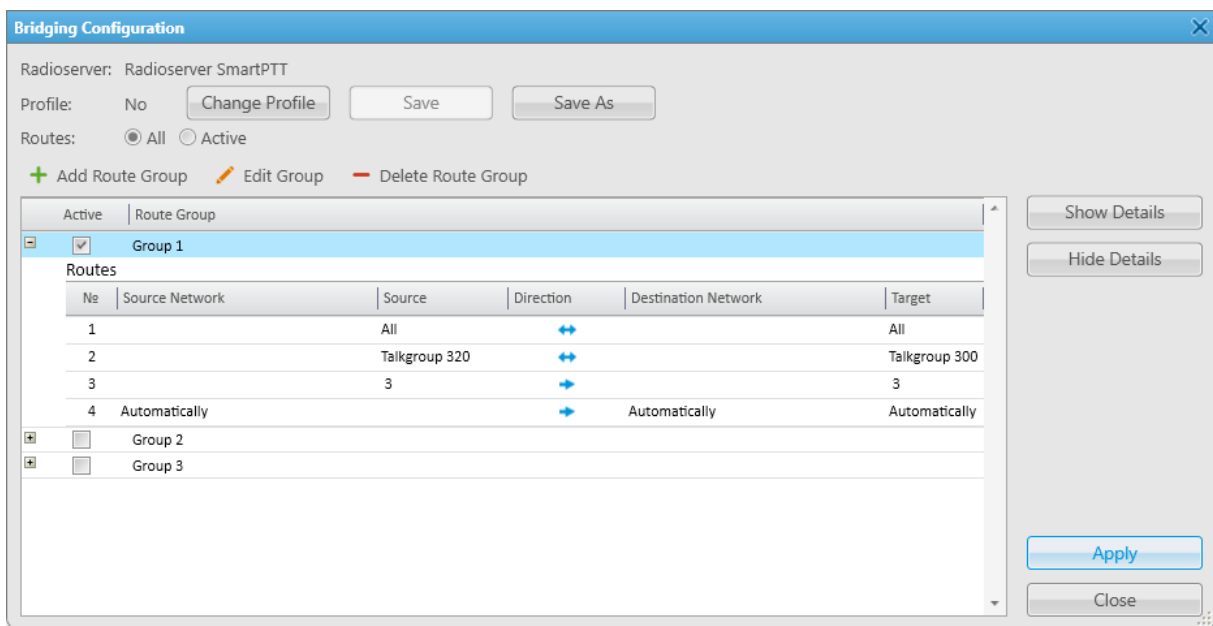 Bridging Configuration
Radioserver: Radioserver SmartPTT
Profile: No Change Profile Save Save As
Routes: All Active
Add Route Group Edit Group Delete Route Group
Active Route Group
Show Details
Group 1
Hide Details
Routes
№ Source Network Source Direction Destination Network Target
1 All All
2 Talkgroup 320 Talkgroup 300
3 3 3
4 Automatically Automatically Automatically
Group 2
Group 3
Apply
Close